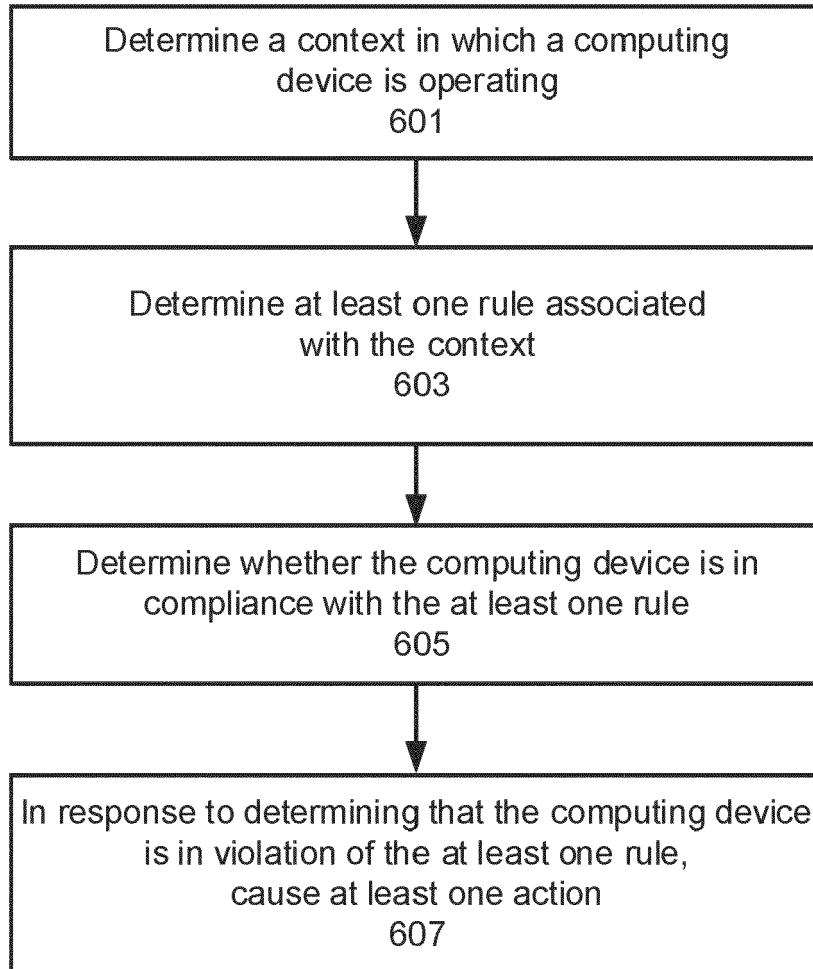 Determine a context in which a computing
device is operating
601
Determine at least one rule associated
with the context
603
Determine whether the computing device is in
compliance with the at least one rule
605
In response to determining that the computing device
is in violation of the at least one rule,
cause at least one action
607